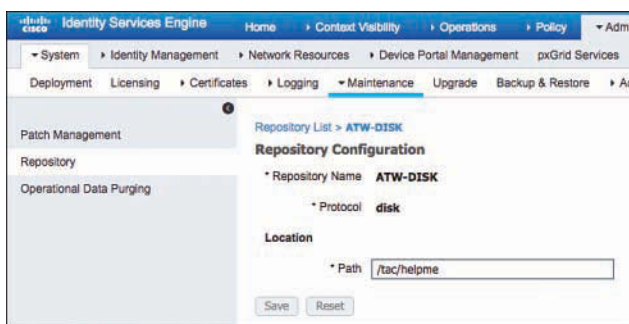 cisco Identity Services Engine Home Context Visibility Operations Policy Adm
System Identity Management Network Resources Device Portal Management pxGrid Services
Deployment Licensing Certificates Logging Maintenance Upgrade Backup & Restore A
Patch Management
Repository
Operational Data Purging
Repository List > ATW-DISK
Repository Configuration
* Repository Name ATW-DISK
* Protocol disk
Location
* Path /tac/helpme
Save Reset